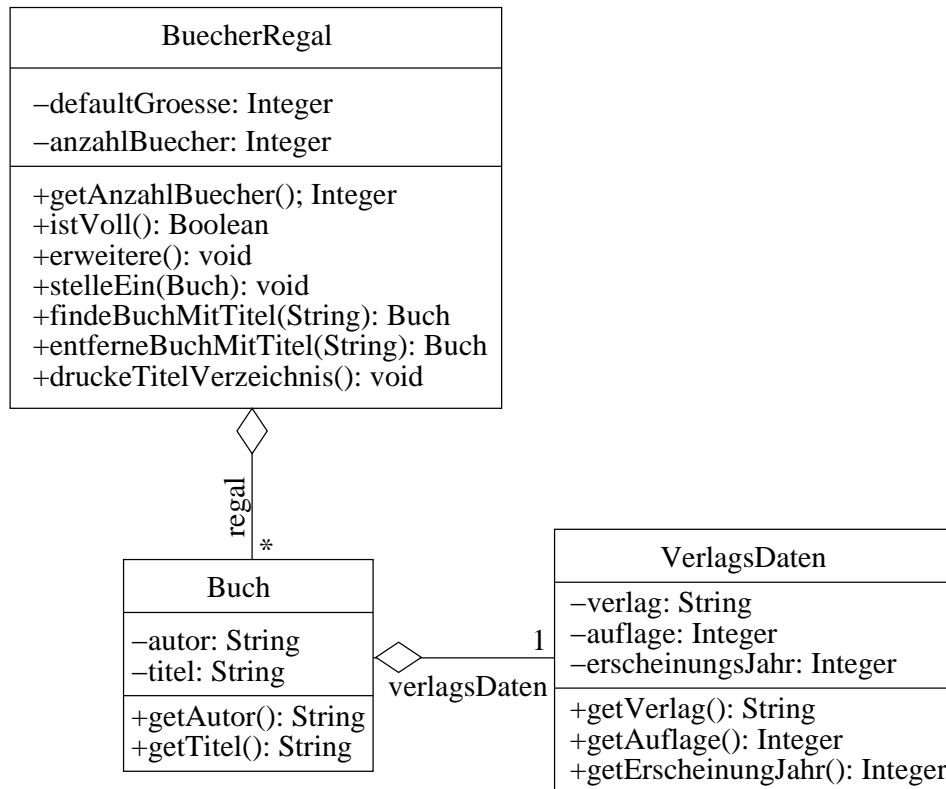 BuecherRegal
−defaultGroesse: Integer
−anzahlBuecher: Integer
+getAnzahlBuecher(); Integer
+istVoll(): Boolean
+erweitere(): void
+stelleEin(Buch): void
+findeBuchMitTitel(String): Buch
+entferneBuchMitTitel(String): Buch
+druckeTitelVerzeichnis(): void
regal
*
Buch
−autor: String
−titel: String
+getAutor(): String
+getTitel(): String
1
verlagsDaten
VerlagsDaten
−verlag: String
−auflage: Integer
−erscheinungsJahr: Integer
+getVerlag(): String
+getAuflage(): Integer
+getErscheinungJahr(): Integer